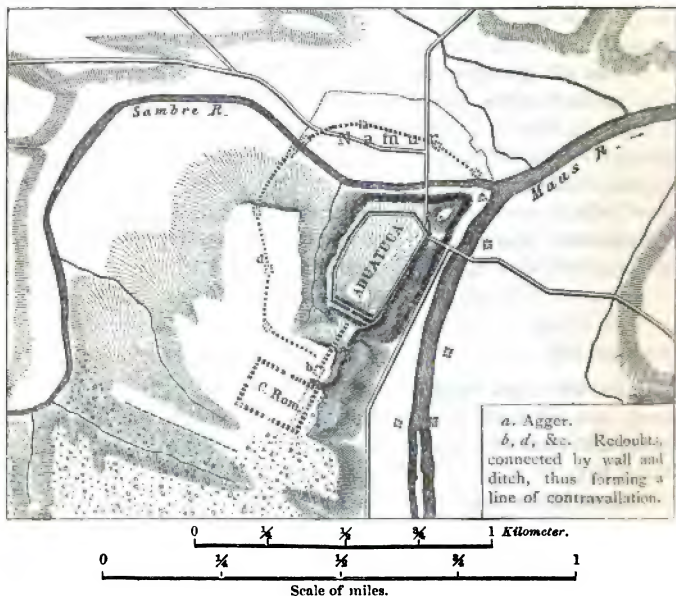 Sambre R.
Namur
Maas R.
ADUATUCA
d
b
C. Rom.
a. Agger.
b, d, &c. Redoubts,
connected by wall and
ditch, thus forming a
line of contravallation.
0 ¼ ½ ¾ 1 Kilometer.
0 ¼ ½ ¾ 1
Scale of miles.